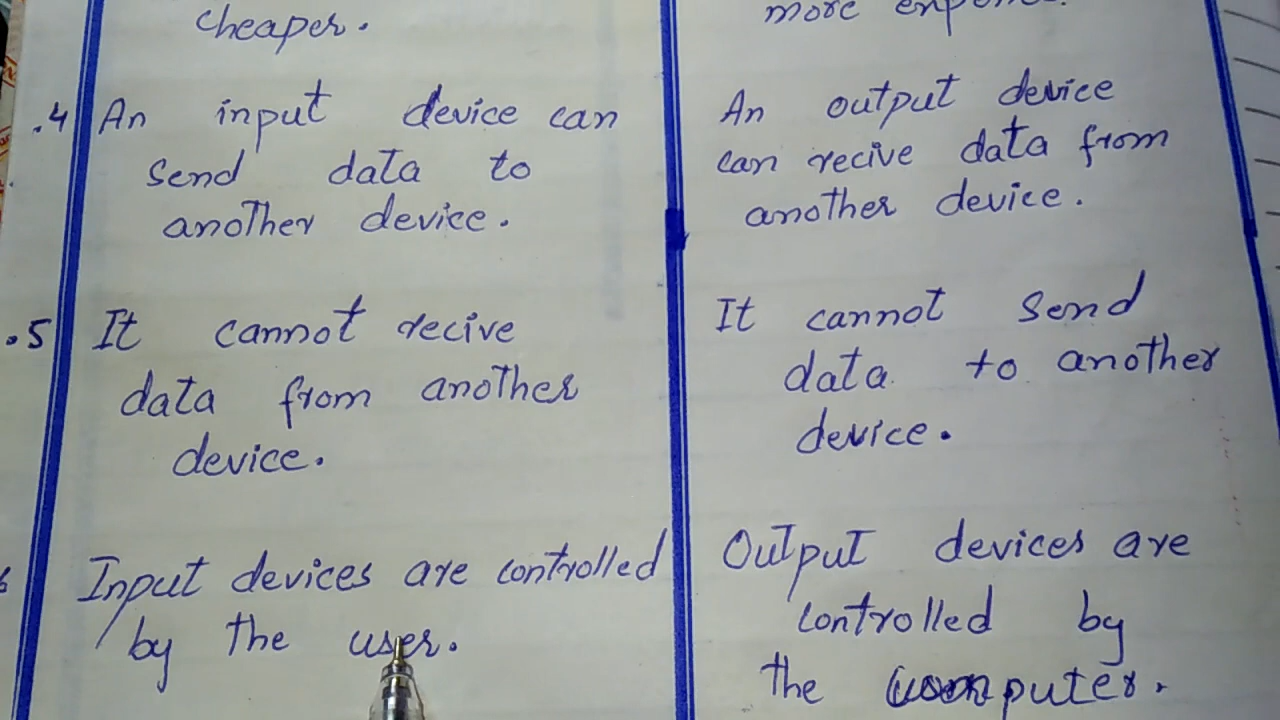 cheaper.
more
.4 An input device can
send data to
another device.
An output device
can recive data from
another device.
.5 It cannot recive
data from another
device.
It cannot send
data to another
device.
6 Input devices are controlled
by the user.
Output devices are
controlled by
the computer.